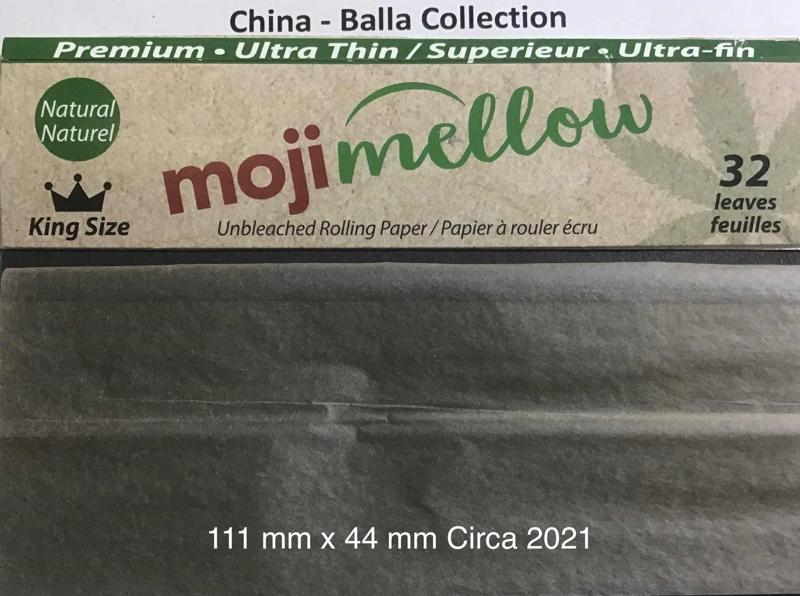 China - Balla Collection
Premium • Ultra Thin / Superieur • Ultra-fin
Natural
Naturel
mojimellow
32
leaves
feuilles
King Size
Unbleached Rolling Paper / Papier à rouler écru
111 mm x 44 mm Circa 2021